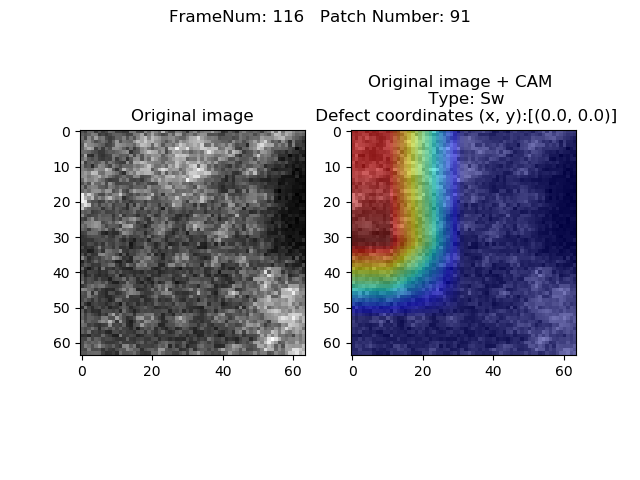 FrameNum: 116   Patch Number: 91
Original image
Original image + CAM
Type: Sw
Defect coordinates (x, y):[(0.0, 0.0)]
0
10
20
30
40
50
60
0 20 40 60
0
10
20
30
40
50
60
0 20 40 60